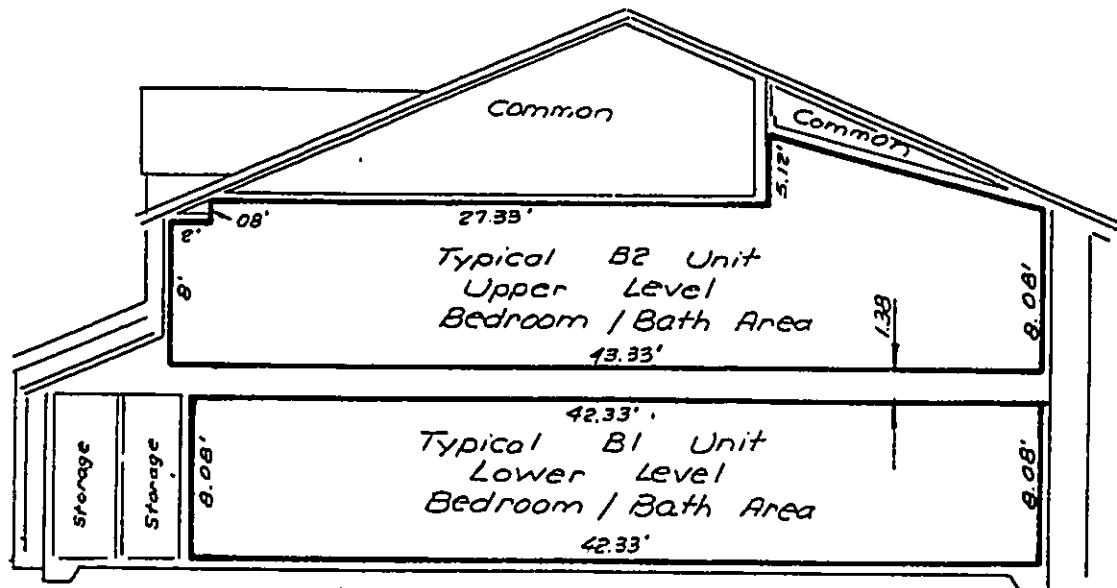 Common
Common
5.12'
08'
27.33'
2'
8'
Typical B2 Unit
Upper Level
Bedroom / Bath Area
8.08'
1.38
43.33'
42.33'
Typical B1 Unit
Lower Level
Bedroom / Bath Area
Storage
Storage
8.08'
8.08'
42.33'